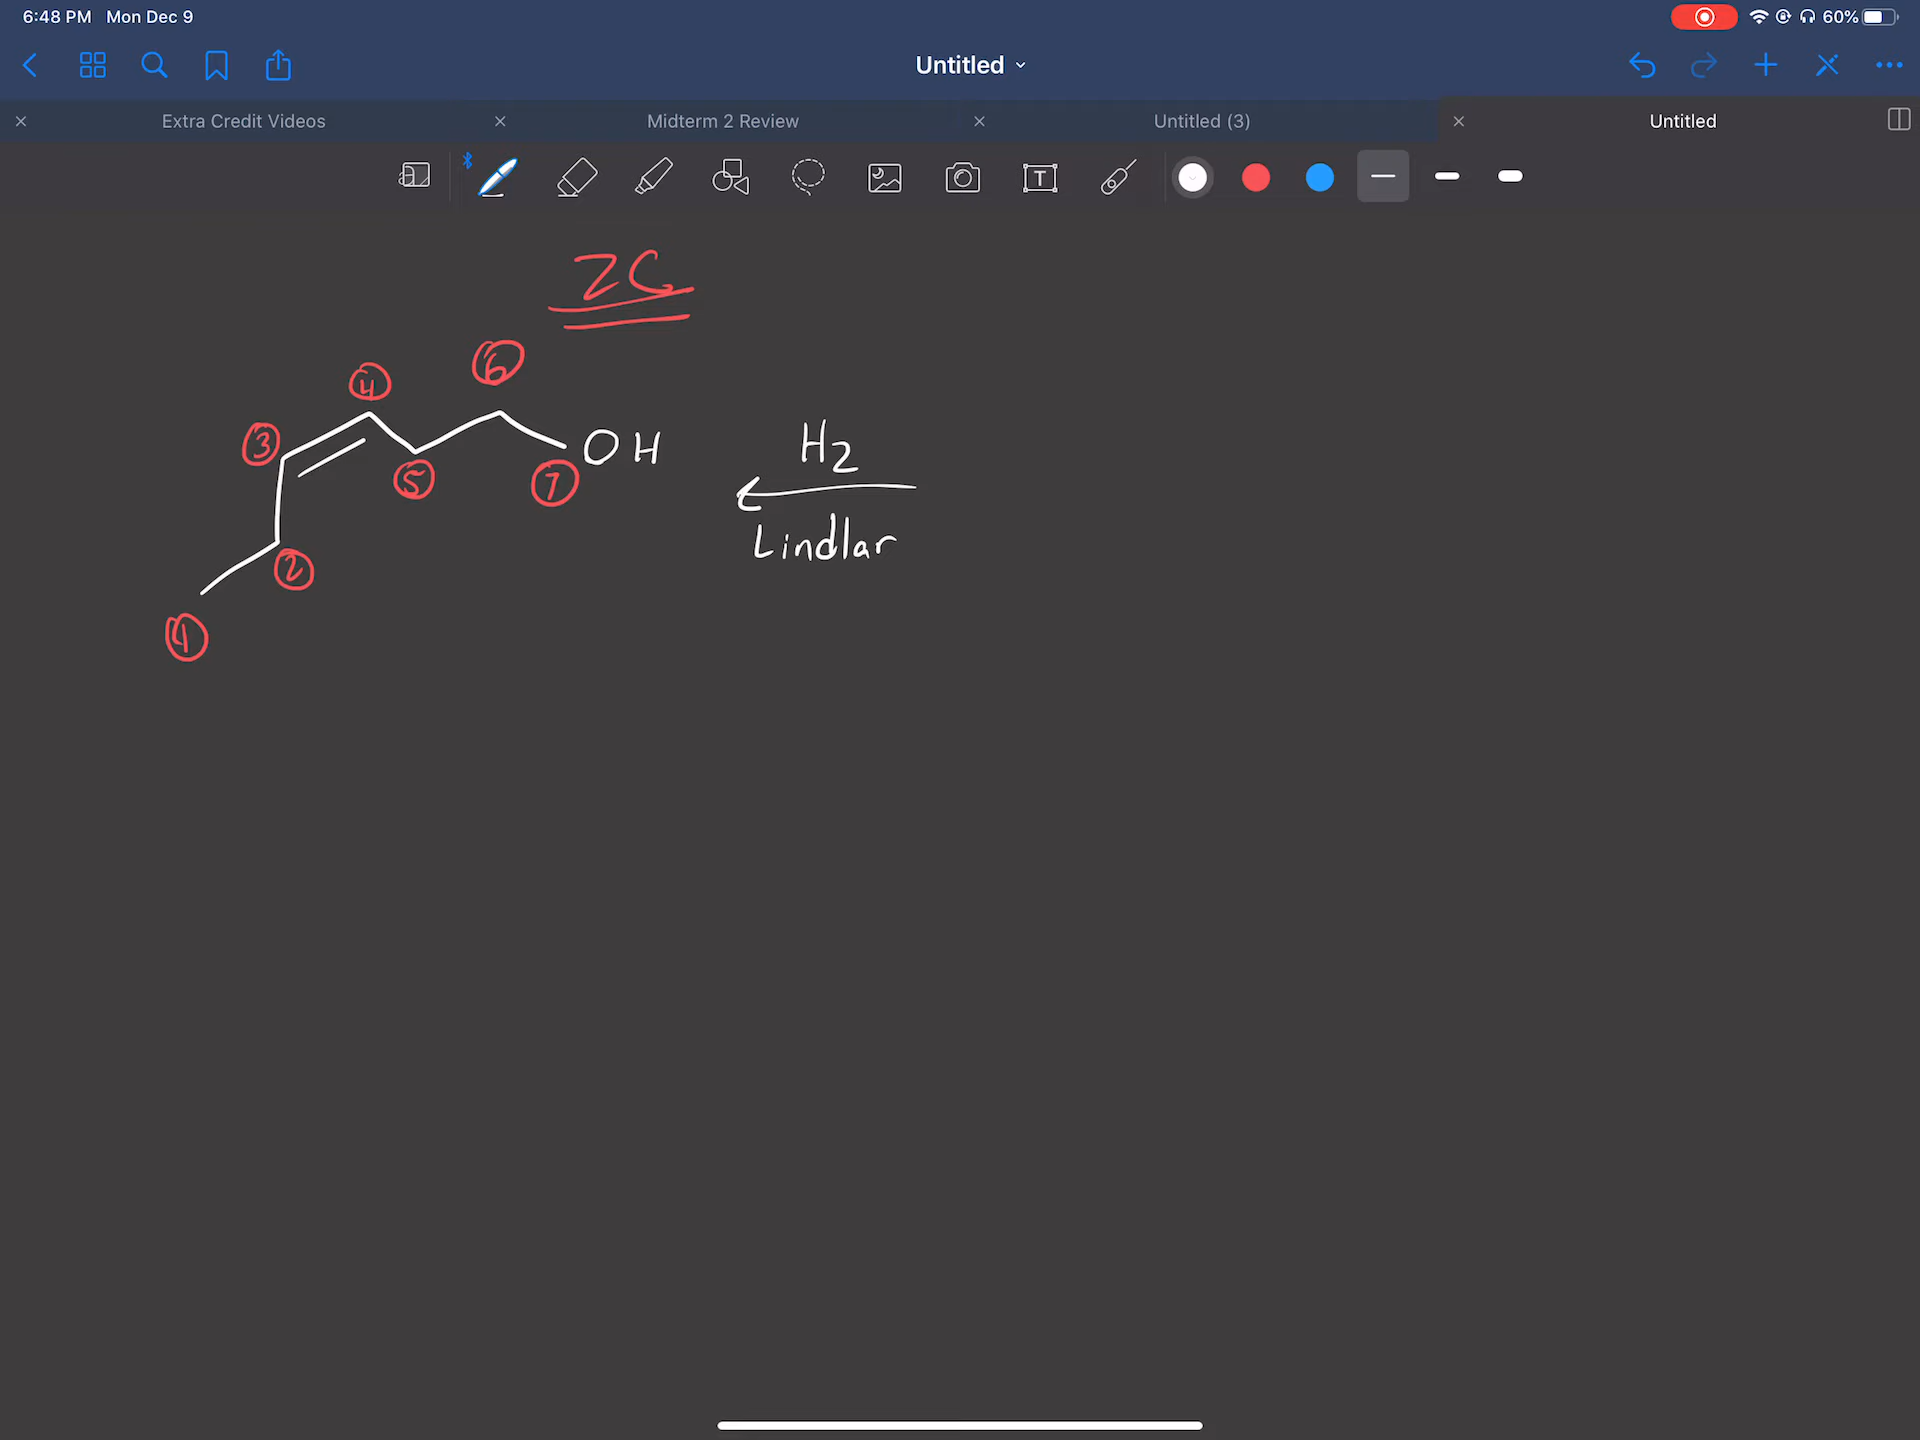 6:48 PM Mon Dec 9
60%
Untitled
Extra Credit Videos
Midterm 2 Review
Untitled (3)
Untitled
T
2C
6
4
3
OH
H2
5
7
Lindlar
2
1